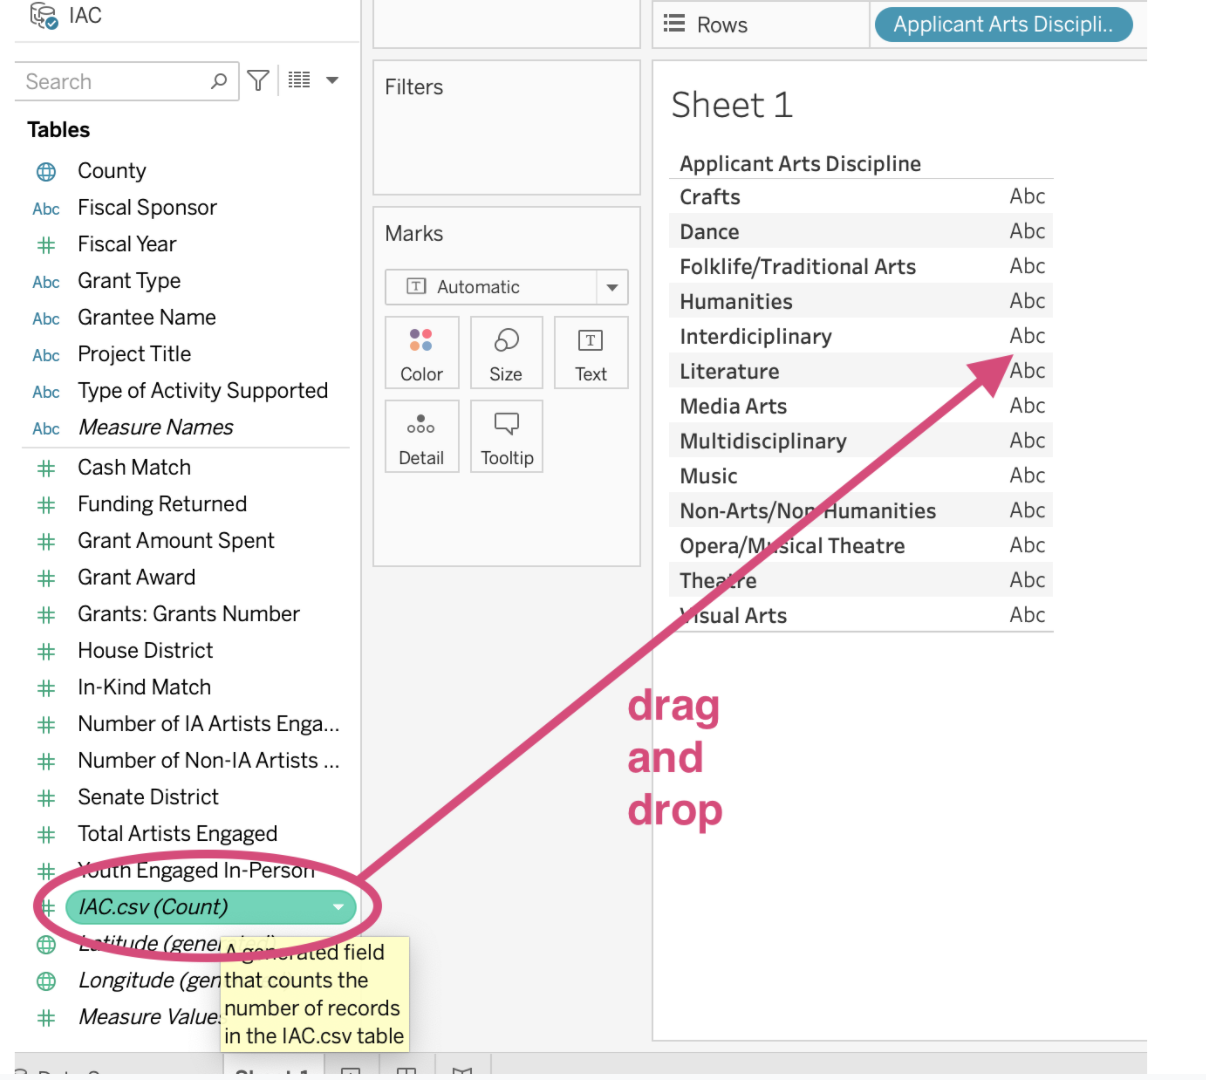 IAC
Search
Tables
County
Abc Fiscal Sponsor
# Fiscal Year
Abc Grant Type
Abc Grantee Name
Abc Project Title
Abc Type of Activity Supported
Abc Measure Names
# Cash Match
# Funding Returned
# Grant Amount Spent
# Grant Award
# Grants: Grants Number
# House District
# In-Kind Match
# Number of IA Artists Enga...
# Number of Non-IA Artists ...
# Senate District
# Total Artists Engaged
# Youth Engaged In-Person
# IAC.csv (Count)
Latitude (generated)
Longitude (gen
# Measure Values
A generated field
that counts the
number of records
in the IAC.csv table
Filters
Marks
T Automatic
Color
Size
T
Text
Detail
Tooltip
Rows
Applicant Arts Discipli..
Sheet 1
Applicant Arts Discipline
Crafts Abc
Dance Abc
Folklife/Traditional Arts Abc
Humanities Abc
Interdiciplinary Abc
Literature Abc
Media Arts Abc
Multidisciplinary Abc
Music Abc
Non-Arts/Non-Humanities Abc
Opera/Musical Theatre Abc
Theatre Abc
Visual Arts Abc
drag
and
drop
Sheet 1